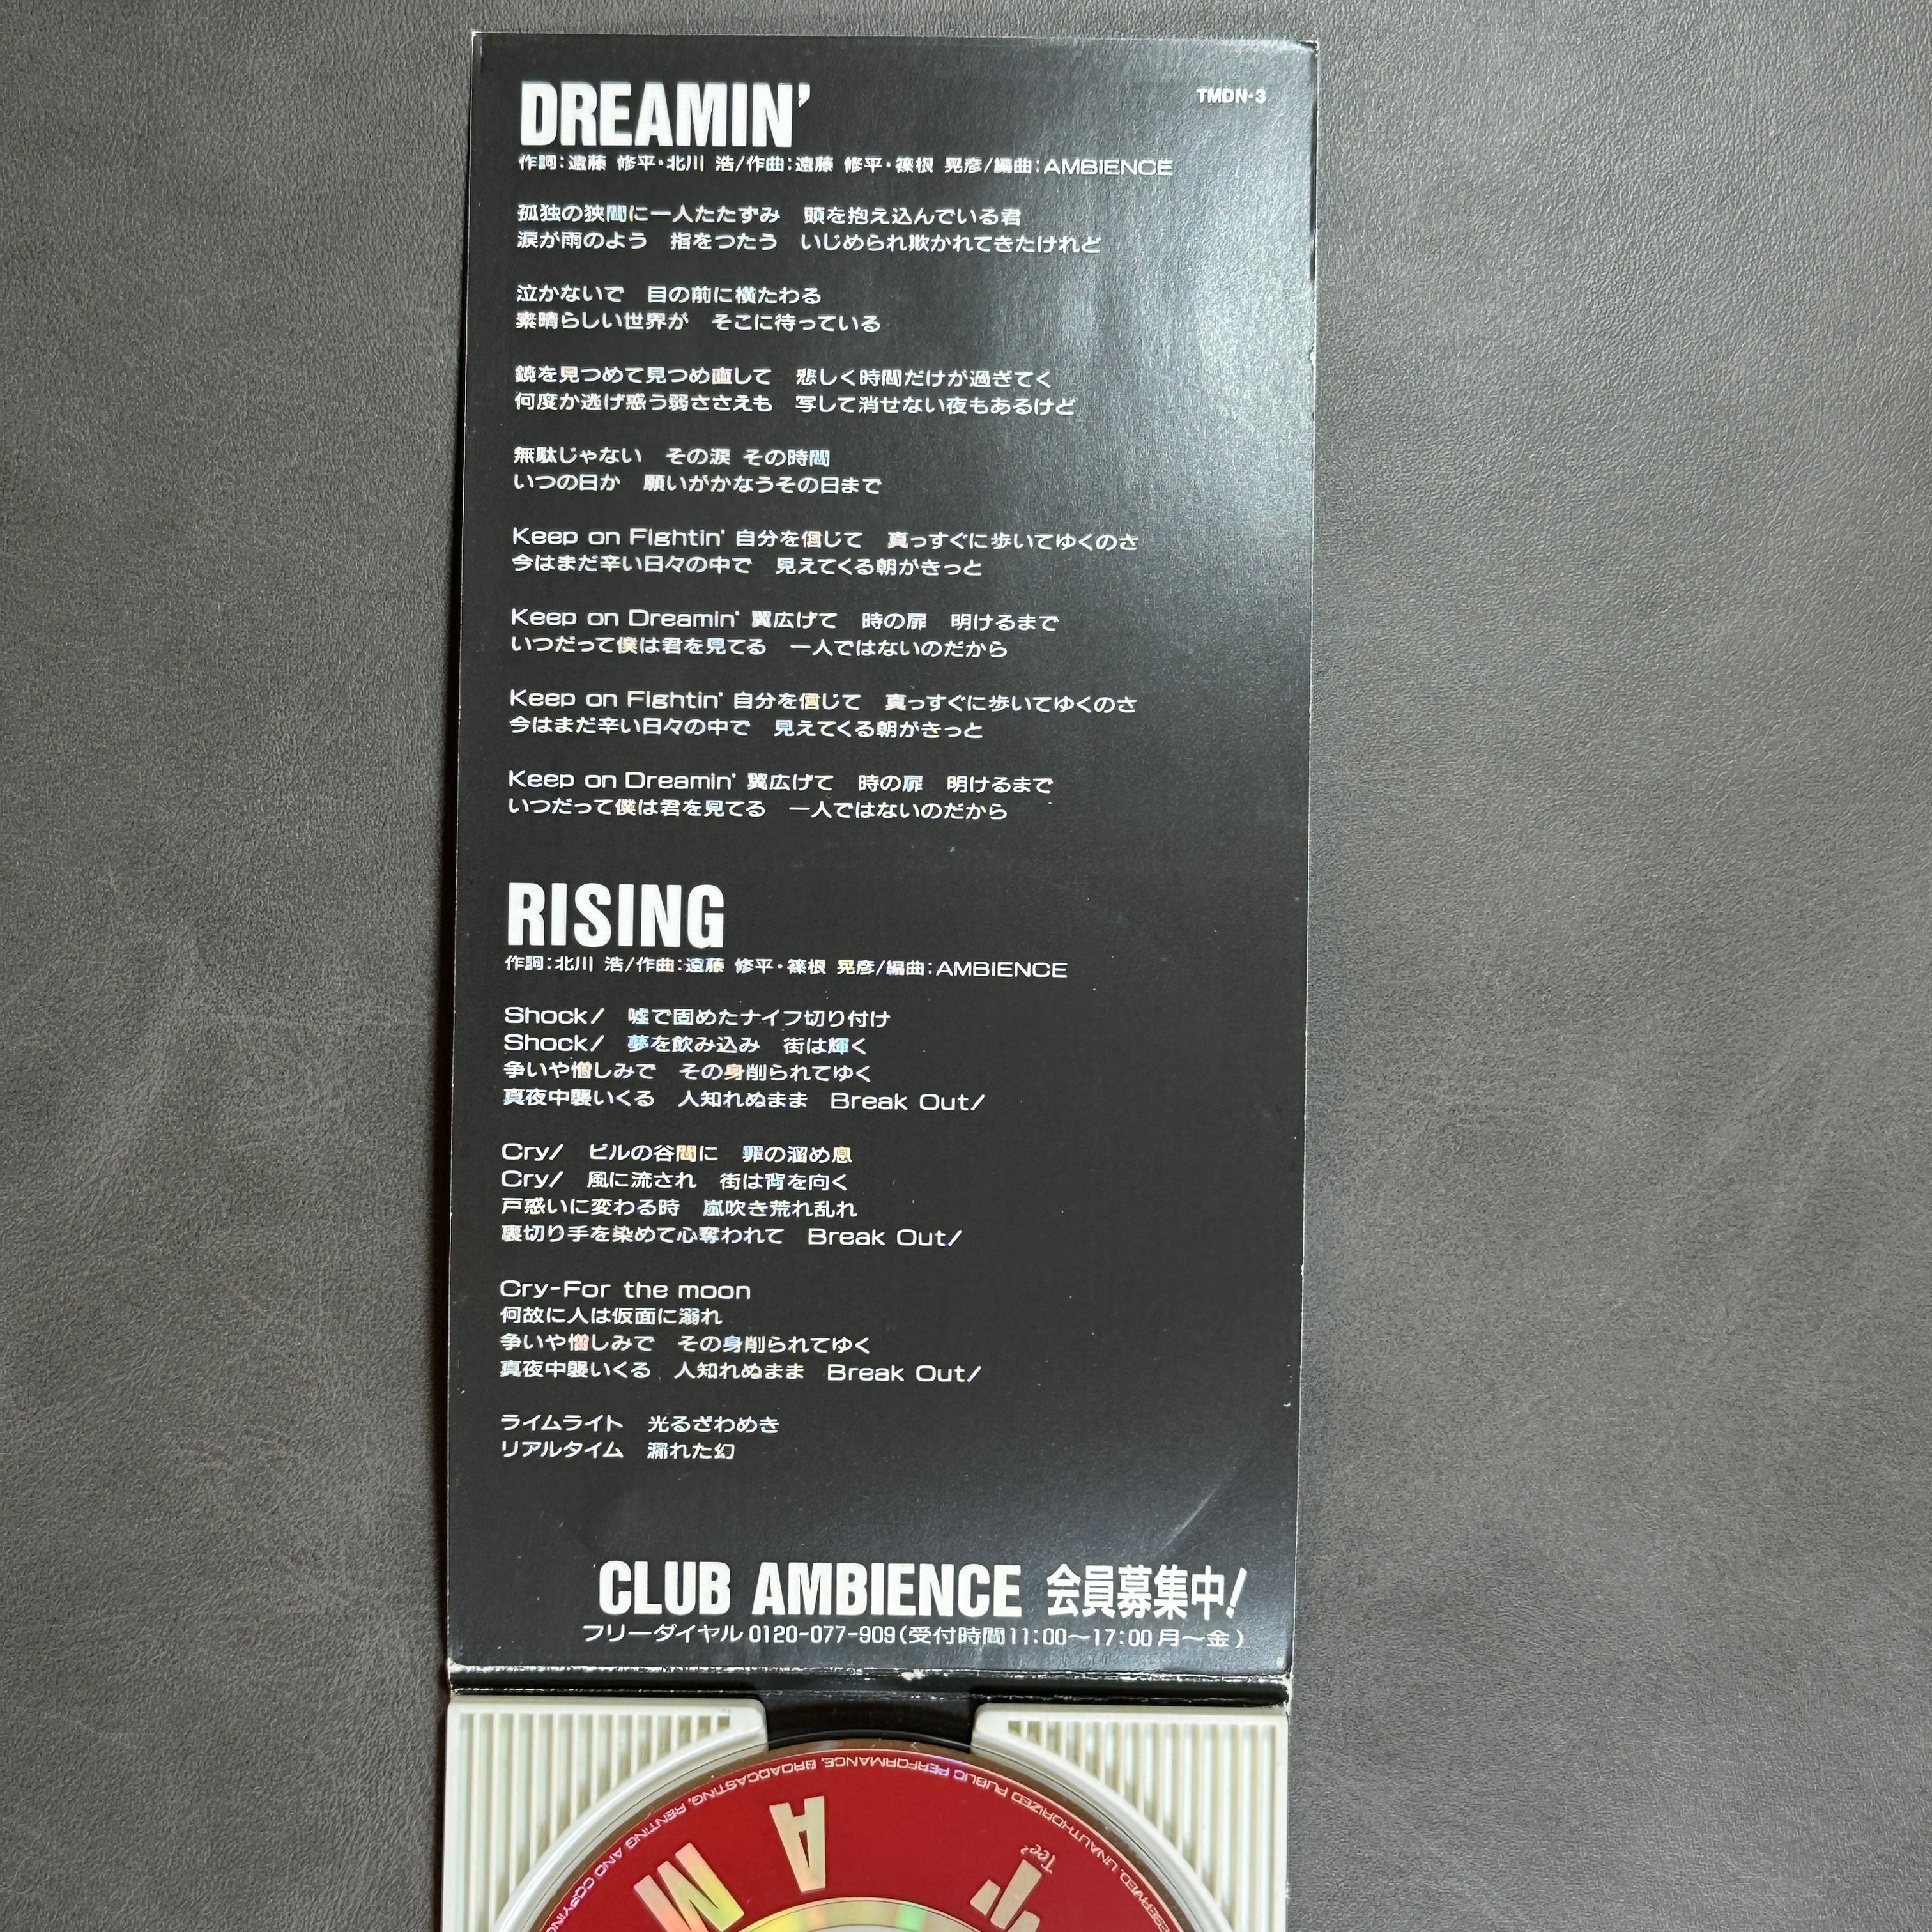 DREAMIN'
TMDN-3
作詞:遠藤 修平・北川 浩/作曲:遠藤 修平・篠根 晃彦/編曲:AMBIENCE
孤独の狭間に一人たたずみ　頭を抱え込んでいる君
涙が雨のよう　指をつたう　いじめられ欺かれてきたけれど
泣かないで　目の前に横たわる
素晴らしい世界が　そこに待っている
鏡を見つめて見つめ直して　悲しく時間だけが過ぎてく
何度か逃げ惑う弱ささえも　写して消せない夜もあるけど
無駄じゃない　その涙 その時間
いつの日か　願いがかなうその日まで
Keep on Fightin' 自分を信じて　真っすぐに歩いてゆくのさ
今はまだ辛い日々の中で　見えてくる朝がきっと
Keep on Dreamin' 翼広げて　時の扉　明けるまで
いつだって僕は君を見てる　一人ではないのだから
Keep on Fightin' 自分を信じて　真っすぐに歩いてゆくのさ
今はまだ辛い日々の中で　見えてくる朝がきっと
Keep on Dreamin' 翼広げて　時の扉　明けるまで
いつだって僕は君を見てる　一人ではないのだから
RISING
作詞:北川 浩/作曲:遠藤 修平・篠根 晃彦/編曲:AMBIENCE
Shock!　嘘で固めたナイフ切り付け
Shock!　夢を飲み込み　街は輝く
争いや憎しみで　その身削られてゆく
真夜中襲いくる　人知れぬまま　Break Out!
Cry!　ビルの谷間に　罪の溜め息
Cry!　風に流され　街は背を向く
戸惑いに変わる時　嵐吹き荒れ乱れ
裏切り手を染めて心奪われて　Break Out!
Cry-For the moon
何故に人は仮面に溺れ
争いや憎しみで　その身削られてゆく
真夜中襲いくる　人知れぬまま　Break Out!
ライムライト　光るざわめき
リアルタイム　漏れた幻
CLUB AMBIENCE 会員募集中!
フリーダイヤル 0120-077-909(受付時間11:00〜17:00 月〜金)
UNAUTHORIZED PUBLIC PERFORMANCE, BROADCASTING, RENTING AND COPYING
Tee²
T
A
M